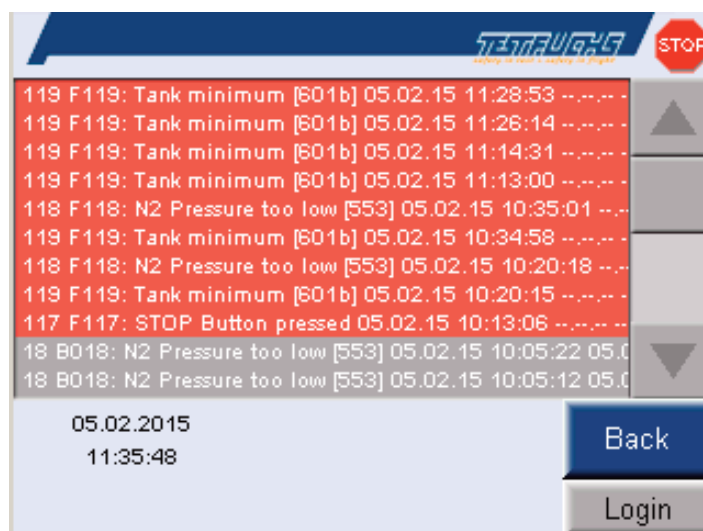 TESTFUCHS
safety in test & safety in flight
STOP
119 F119: Tank minimum [601b] 05.02.15 11:28:53 --.--.-- -
119 F119: Tank minimum [601b] 05.02.15 11:26:14 --.--.-- -
119 F119: Tank minimum [601b] 05.02.15 11:14:31 --.--.-- -
119 F119: Tank minimum [601b] 05.02.15 11:13:00 --.--.-- -
118 F118: N2 Pressure too low [553] 05.02.15 10:35:01 --.--
119 F119: Tank minimum [601b] 05.02.15 10:34:58 --.--.-- -
118 F118: N2 Pressure too low [553] 05.02.15 10:20:18 --.--
119 F119: Tank minimum [601b] 05.02.15 10:20:15 --.--.-- -
117 F117: STOP Button pressed 05.02.15 10:13:06 --.--.-- --
18 B018: N2 Pressure too low [553] 05.02.15 10:05:22 05.0
18 B018: N2 Pressure too low [553] 05.02.15 10:05:12 05.0
05.02.2015
11:35:48
Back
Login